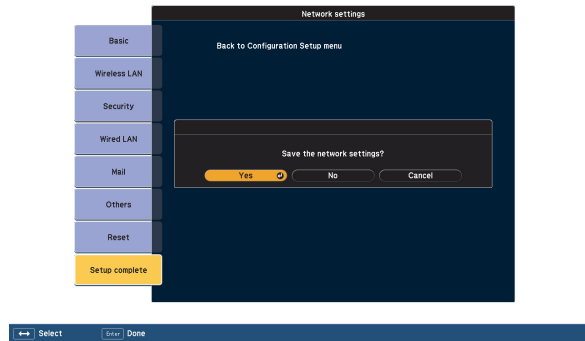 Network settings
Basic
Back to Configuration Setup menu
Wireless LAN
Security
Wired LAN
Save the network settings?
Mail
Yes No Cancel
Others
Reset
Setup complete
Select Enter Done